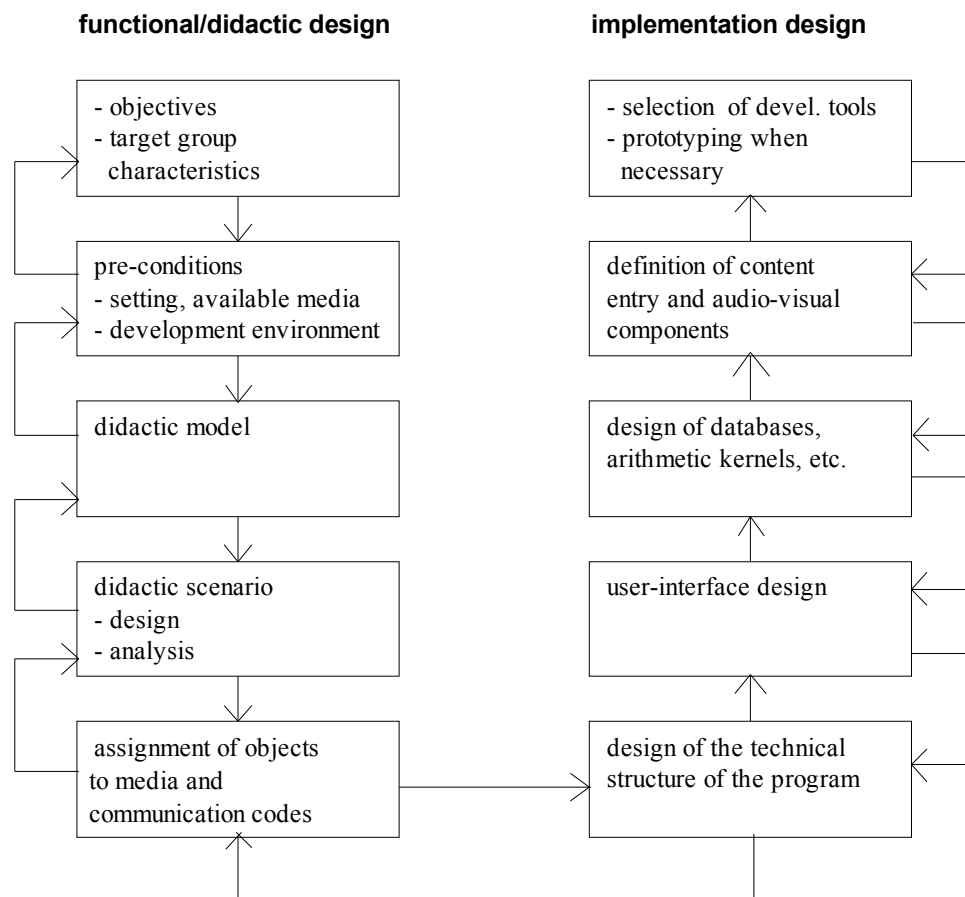 functional/didactic design
- objectives
- target group
characteristics
pre-conditions
- setting, available media
- development environment
didactic model
didactic scenario
- design
- analysis
assignment of objects
to media and
communication codes
implementation design
- selection of devel. tools
- prototyping when
necessary
definition of content
entry and audio-visual
components
design of databases,
arithmetic kernels, etc.
user-interface design
design of the technical
structure of the program